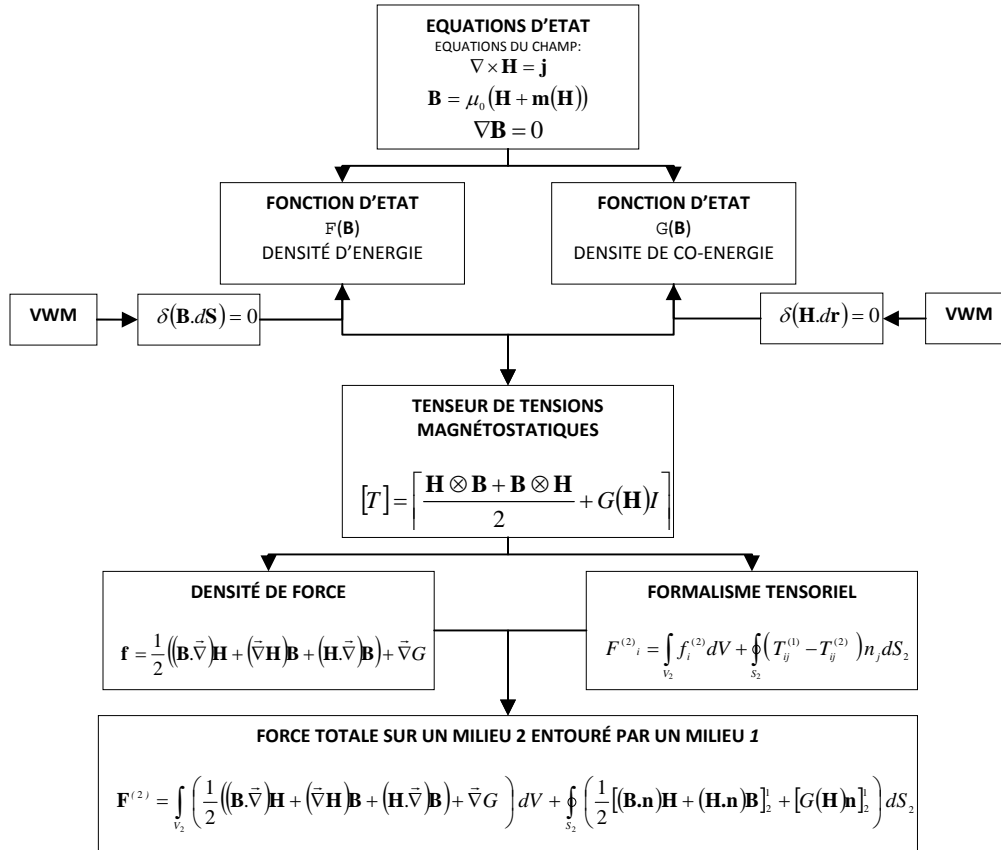 EQUATIONS D'ETAT
EQUATIONS DU CHAMP:
∇ × H = j
B = μ₀(H + m(H))
∇B = 0
FONCTION D'ETAT
F(B)
DENSITÉ D'ENERGIE
FONCTION D'ETAT
G(B)
DENSITE DE CO-ENERGIE
VWM
δ(B.dS) = 0
δ(H.dr) = 0
VWM
TENSEUR DE TENSIONS
MAGNÉTOSTATIQUES
[T] = [(H ⊗ B + B ⊗ H)/2 + G(H)I]
DENSITÉ DE FORCE
f = 1/2 ((B.∇⃗)H + (∇⃗H)B + (H.∇⃗)B) + ∇⃗G
FORMALISME TENSORIEL
F⁽²⁾ᵢ = ∫_{V₂} fᵢ⁽²⁾ dV + ∮_{S₂} (Tᵢⱼ⁽¹⁾ − Tᵢⱼ⁽²⁾) nⱼ dS₂
FORCE TOTALE SUR UN MILIEU 2 ENTOURÉ PAR UN MILIEU 1
F⁽²⁾ = ∫_{V₂} (1/2 ((B.∇⃗)H + (∇⃗H)B + (H.∇⃗)B) + ∇⃗G) dV + ∮_{S₂} (1/2 [(B.n)H + (H.n)B]₂¹ + [G(H)n]₂¹) dS₂